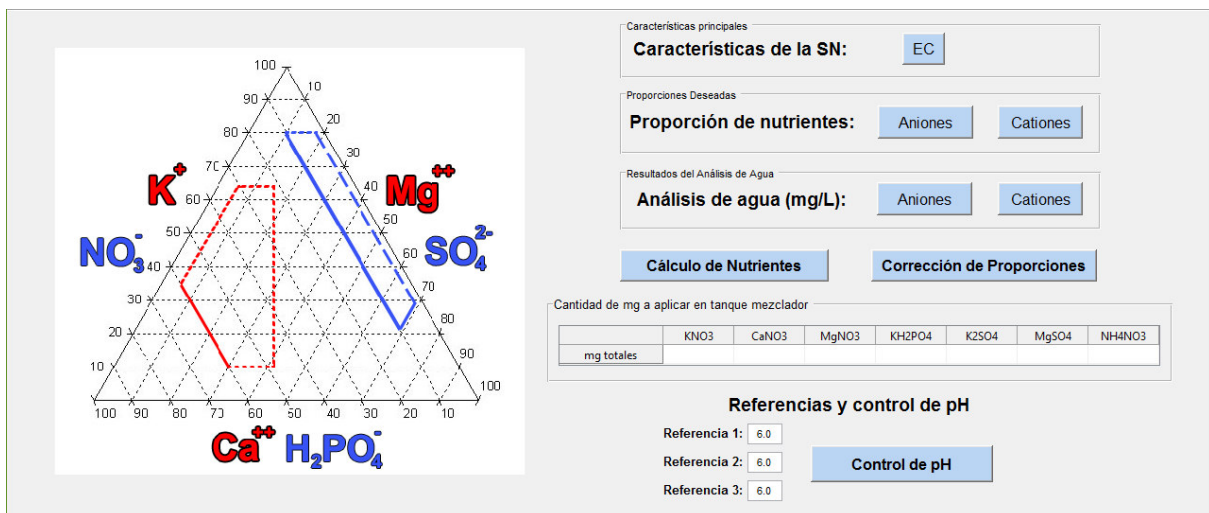 100
90
80
70
60
50
40
30
20
10
10
20
30
40
50
60
70
80
90
100
100 90 80 73 60 50 40 30 20 10
K+
Mg++
NO3-
SO4 2-
Ca++ H2PO4-
Características principales
Características de la SN: EC
Proporciones Deseadas
Proporción de nutrientes: Aniones Cationes
Resultados del Análisis de Agua
Análisis de agua (mg/L): Aniones Cationes
Cálculo de Nutrientes Corrección de Proporciones
Cantidad de mg a aplicar en tanque mezclador
KNO3 CaNO3 MgNO3 KH2PO4 K2SO4 MgSO4 NH4NO3
mg totales
Referencias y control de pH
Referencia 1: 6.0
Referencia 2: 6.0
Referencia 3: 6.0
Control de pH